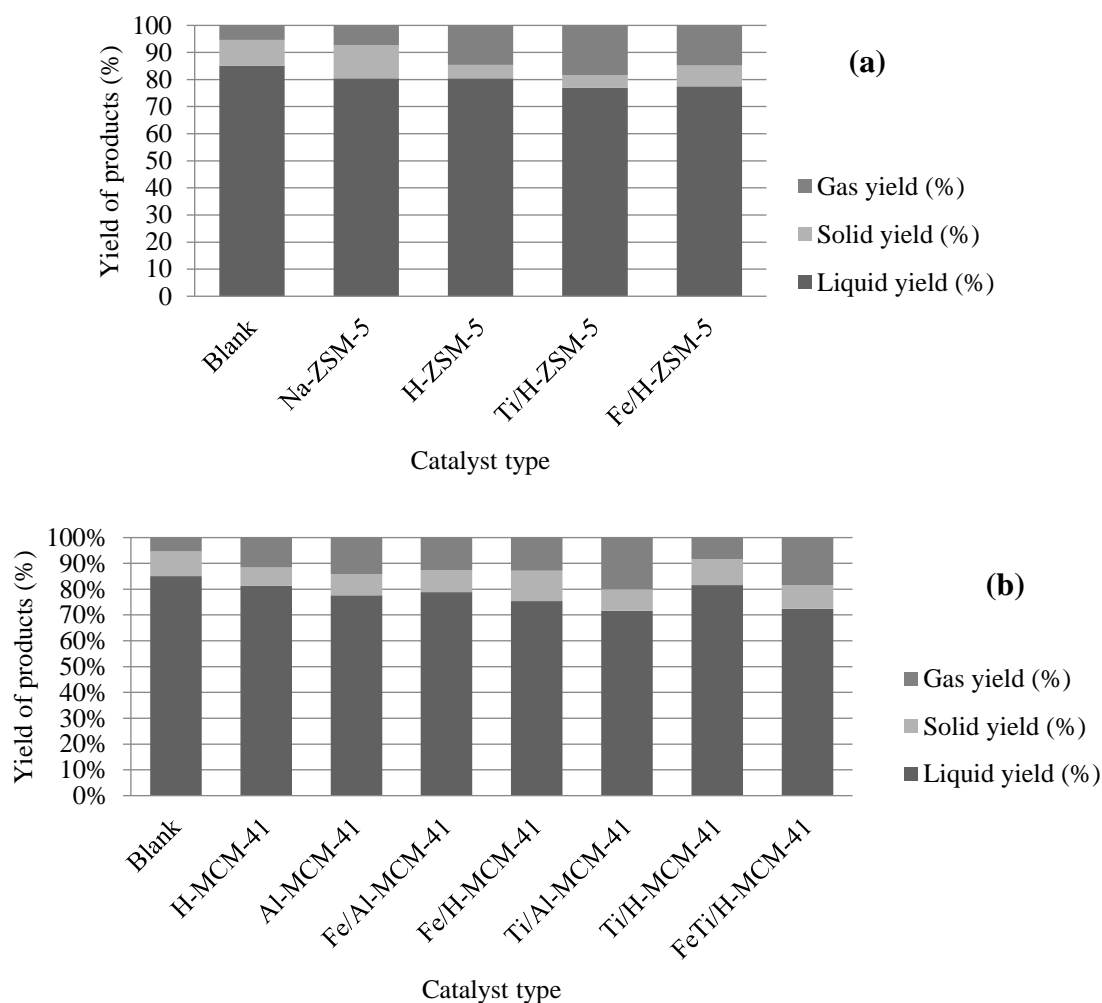 100
90
80
70
60
50
40
30
20
10
0
Yield of products (%)
(a)
Gas yield (%)
Solid yield (%)
Liquid yield (%)
Blank
Na-ZSM-5
H-ZSM-5
Ti/H-ZSM-5
Fe/H-ZSM-5
Catalyst type
100%
90%
80%
70%
60%
50%
40%
30%
20%
10%
0%
Yield of products (%)
(b)
Gas yield (%)
Solid yield (%)
Liquid yield (%)
Blank
H-MCM-41
Al-MCM-41
Fe/Al-MCM-41
Fe/H-MCM-41
Ti/Al-MCM-41
Ti/H-MCM-41
FeTi/H-MCM-41
Catalyst type